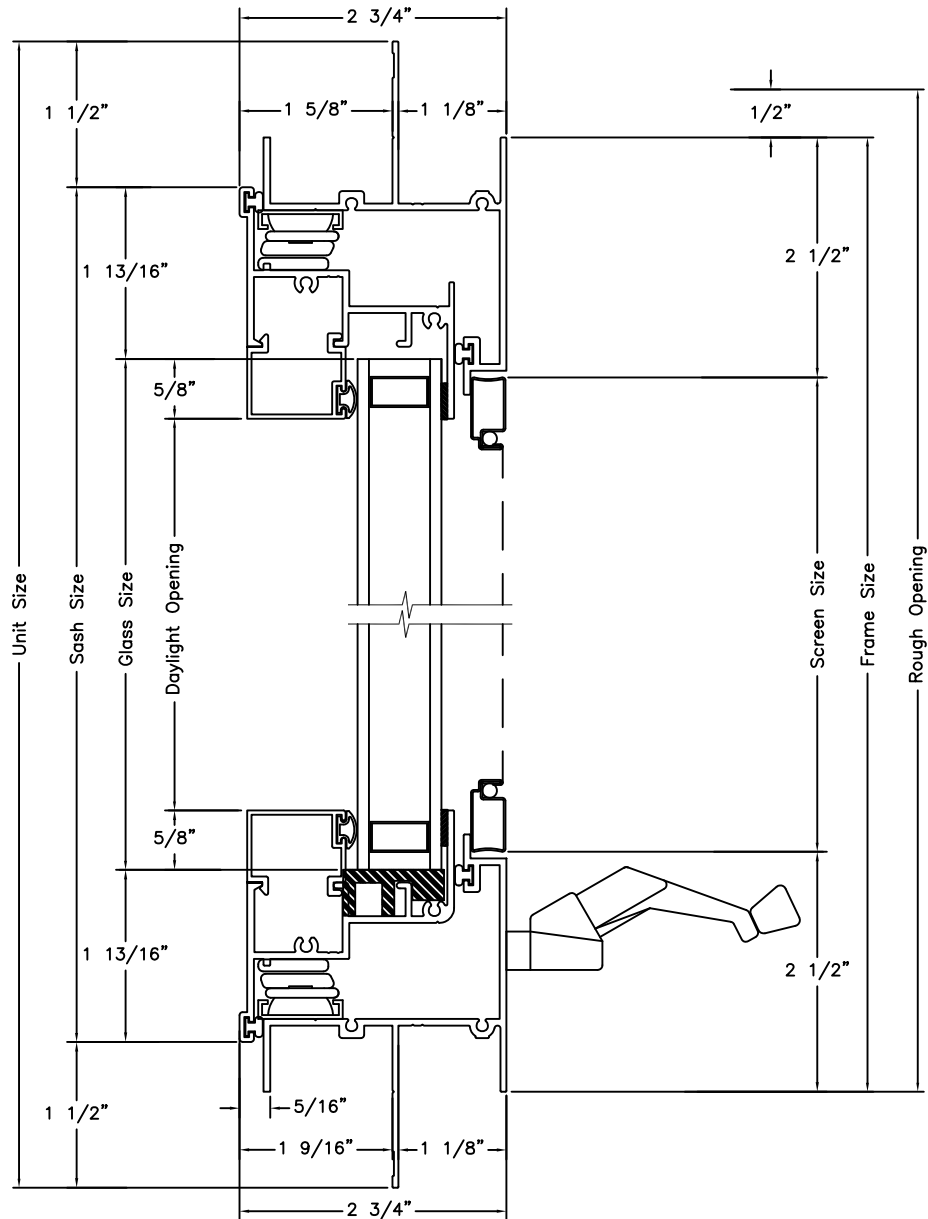 2 3/4”
1 5/8”
1 1/8”
1 1/2”
1/2”
1 13/16”
2 1/2”
5/8”
Unit Size
Sash Size
Glass Size
Daylight Opening
Screen Size
Frame Size
Rough Opening
5/8”
1 13/16”
2 1/2”
1 1/2”
5/16”
1 9/16”
1 1/8”
2 3/4”